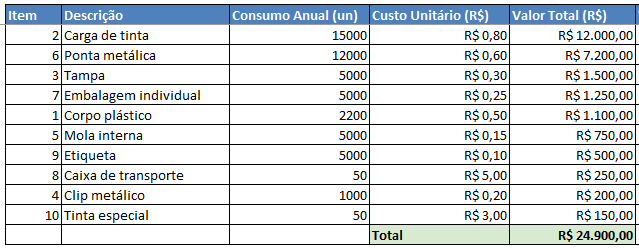 Item Descrição Consumo Anual (un) Custo Unitário (R$) Valor Total (R$)
2 Carga de tinta 15000 R$ 0,80 R$ 12.000,00
6 Ponta metálica 12000 R$ 0,60 R$ 7.200,00
3 Tampa 5000 R$ 0,30 R$ 1.500,00
7 Embalagem individual 5000 R$ 0,25 R$ 1.250,00
1 Corpo plástico 2200 R$ 0,50 R$ 1.100,00
5 Mola interna 5000 R$ 0,15 R$ 750,00
9 Etiqueta 5000 R$ 0,10 R$ 500,00
8 Caixa de transporte 50 R$ 5,00 R$ 250,00
4 Clip metálico 1000 R$ 0,20 R$ 200,00
10 Tinta especial 50 R$ 3,00 R$ 150,00
Total R$ 24.900,00